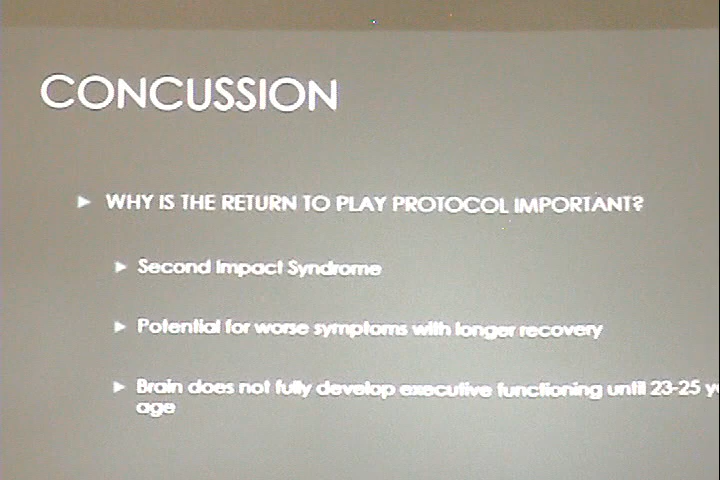 CONCUSSION
WHY IS THE RETURN TO PLAY PROTOCOL IMPORTANT?
Second Impact Syndrome
Potential for worse symptoms with longer recovery
Brain does not fully develop executive functioning until 23-25
age